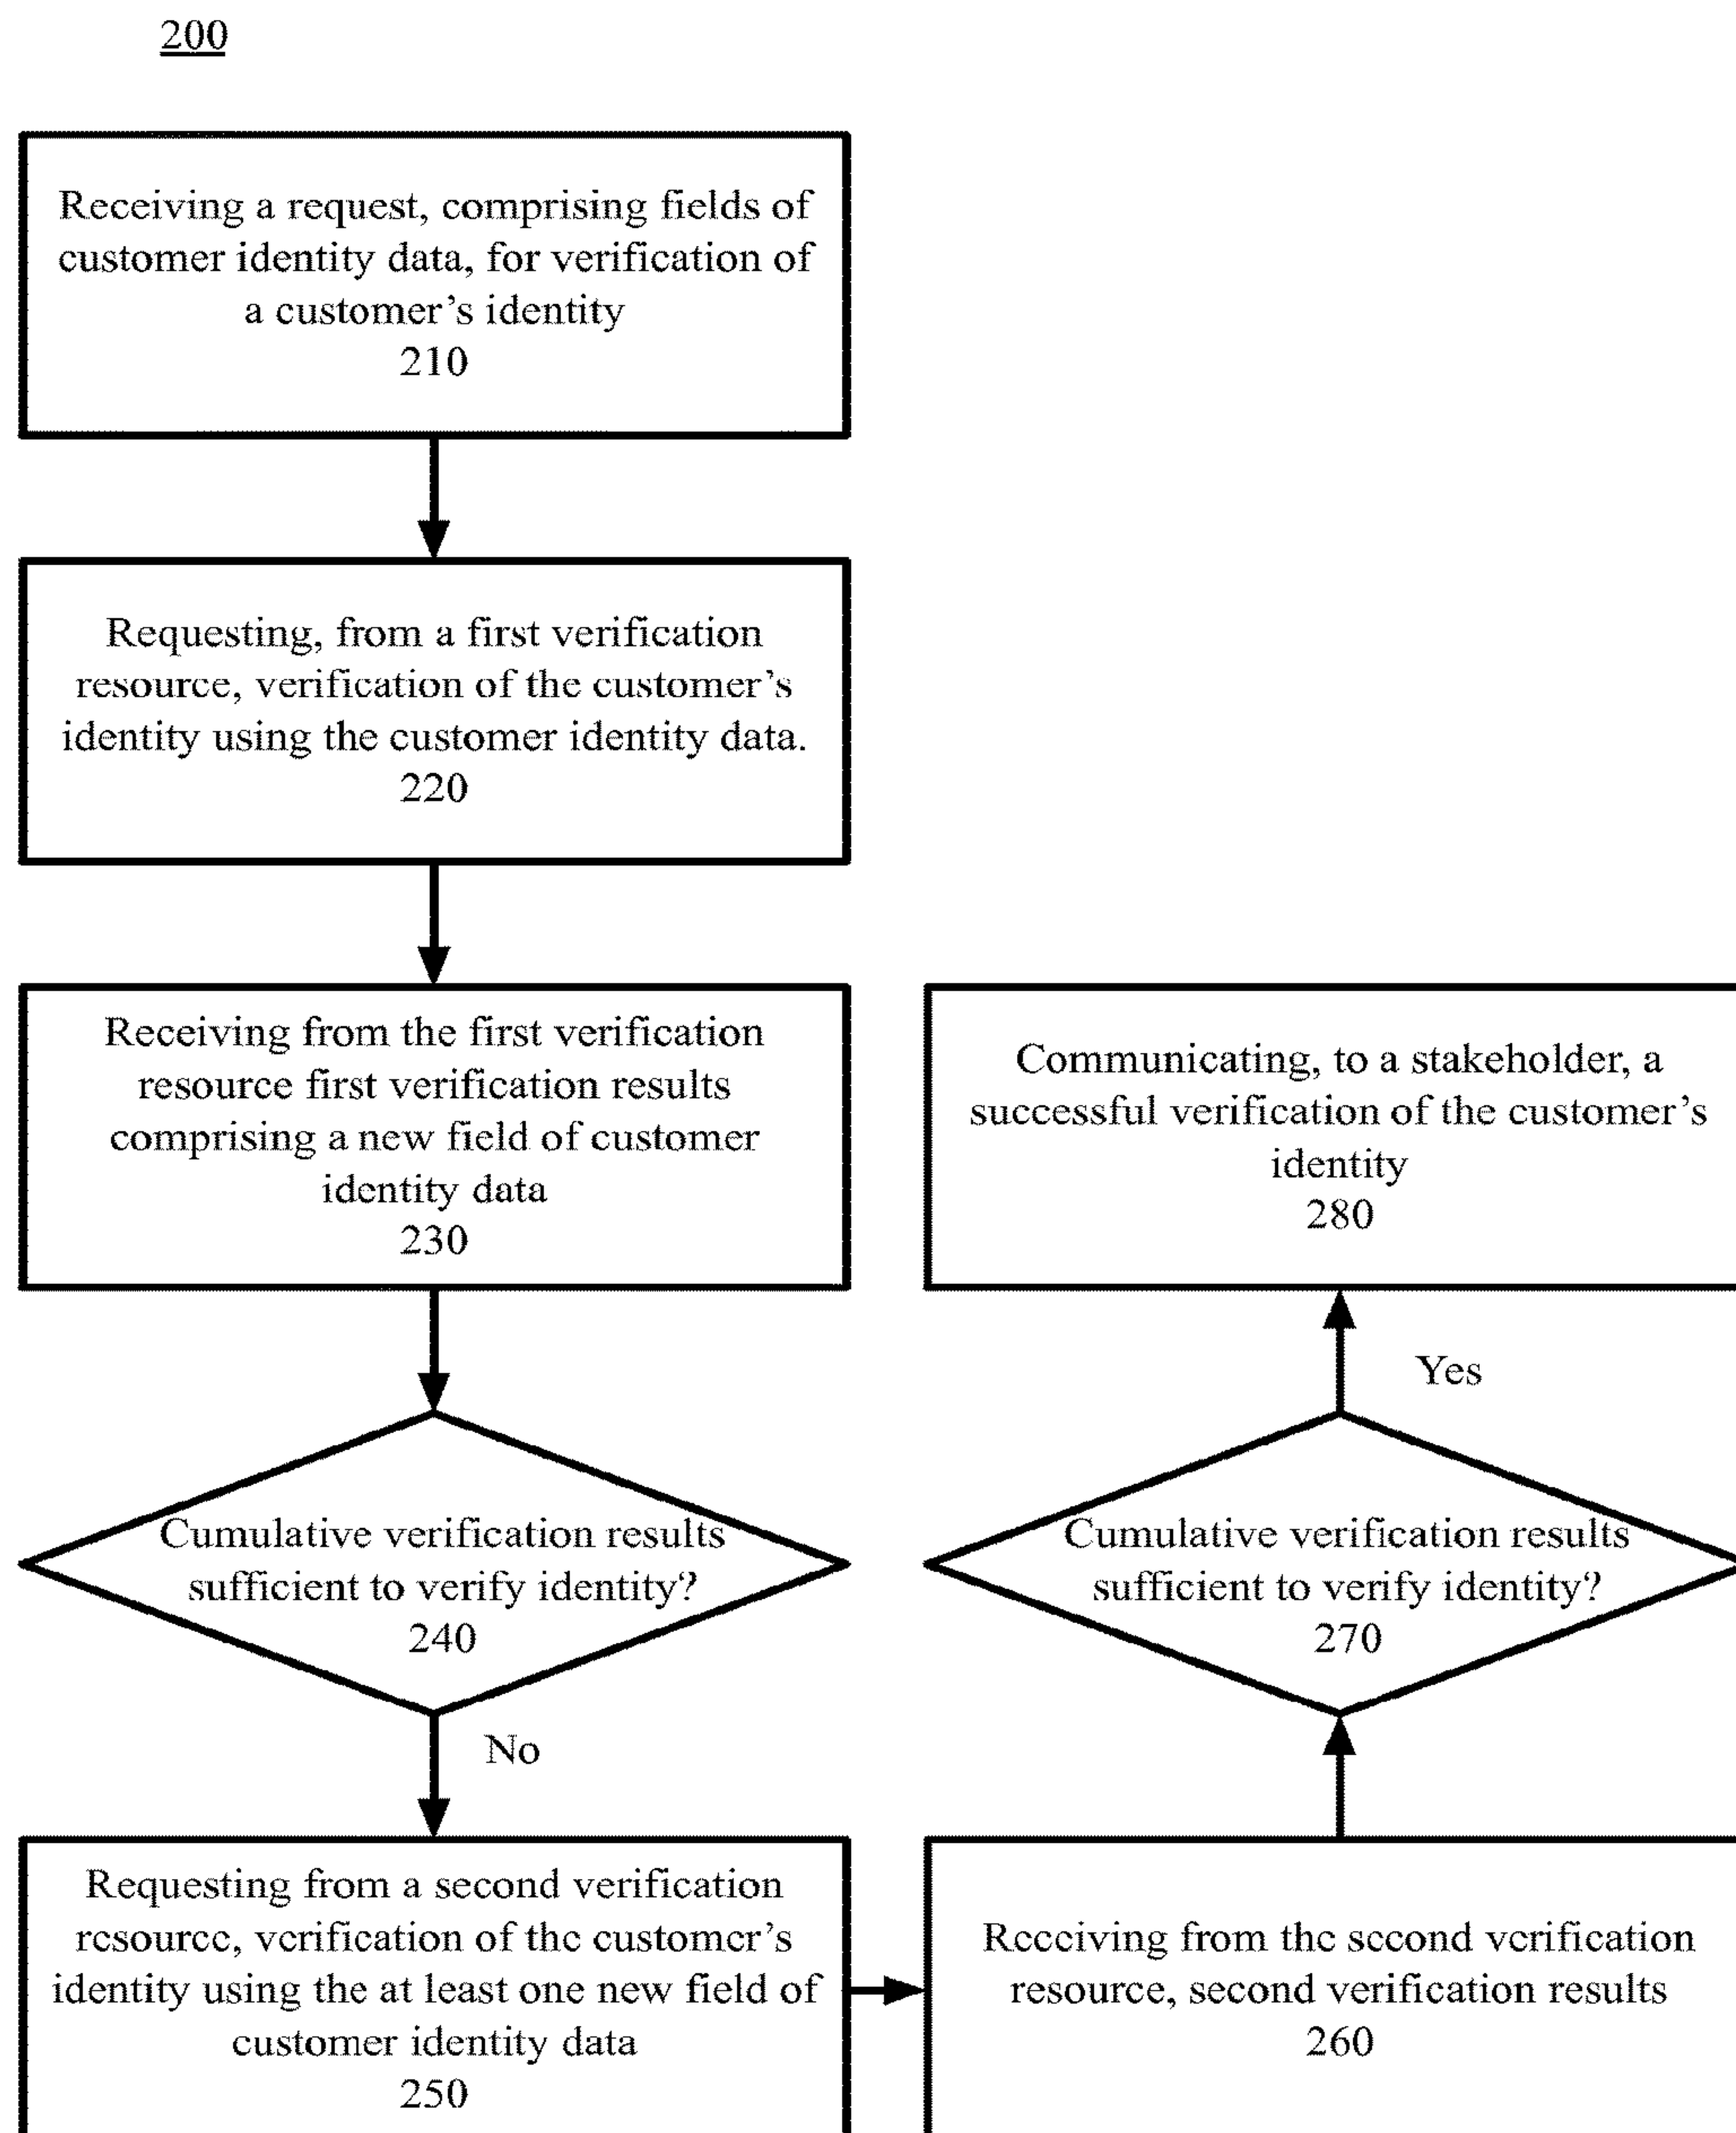 200
Receiving a request, comprising fields of
customer identity data, for verification of
a customer's identity
210
Requesting, from a first verification
resource, verification of the customer's
identity using the customer identity data.
220
Receiving from the first verification
resource first verification results
comprising a new field of customer
identity data
230
Cumulative verification results
sufficient to verify identity?
240
No
Requesting from a second verification
resource, verification of the customer's
identity using the at least one new field of
customer identity data
250
Receiving from the second verification
resource, second verification results
260
Cumulative verification results
sufficient to verify identity?
270
Yes
Communicating, to a stakeholder, a
successful verification of the customer's
identity
280